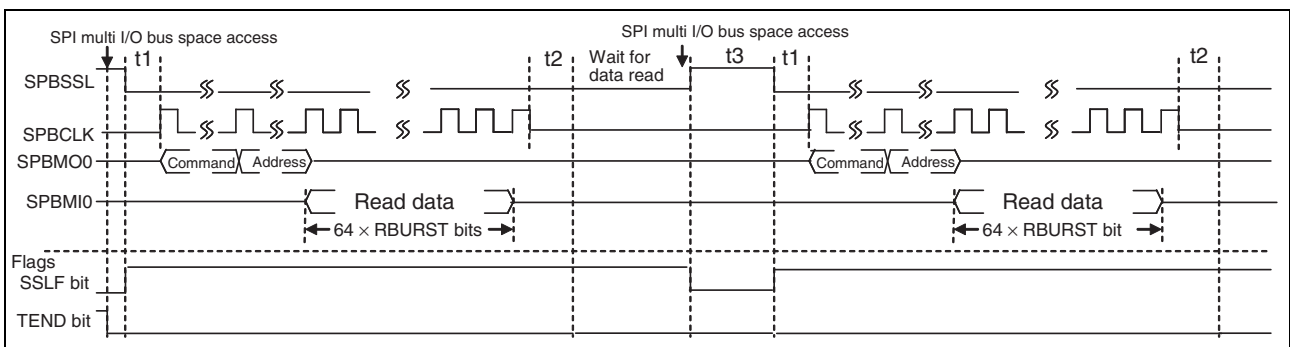 SPI multi I/O bus space access
SPI multi I/O bus space access
t1
t2
Wait for
data read
t3
t1
t2
SPBSSL
SPBCLK
SPBMO0
Command
Address
Command
Address
SPBMI0
Read data
Read data
64 × RBURST bits
64 × RBURST bit
Flags
SSLF bit
TEND bit